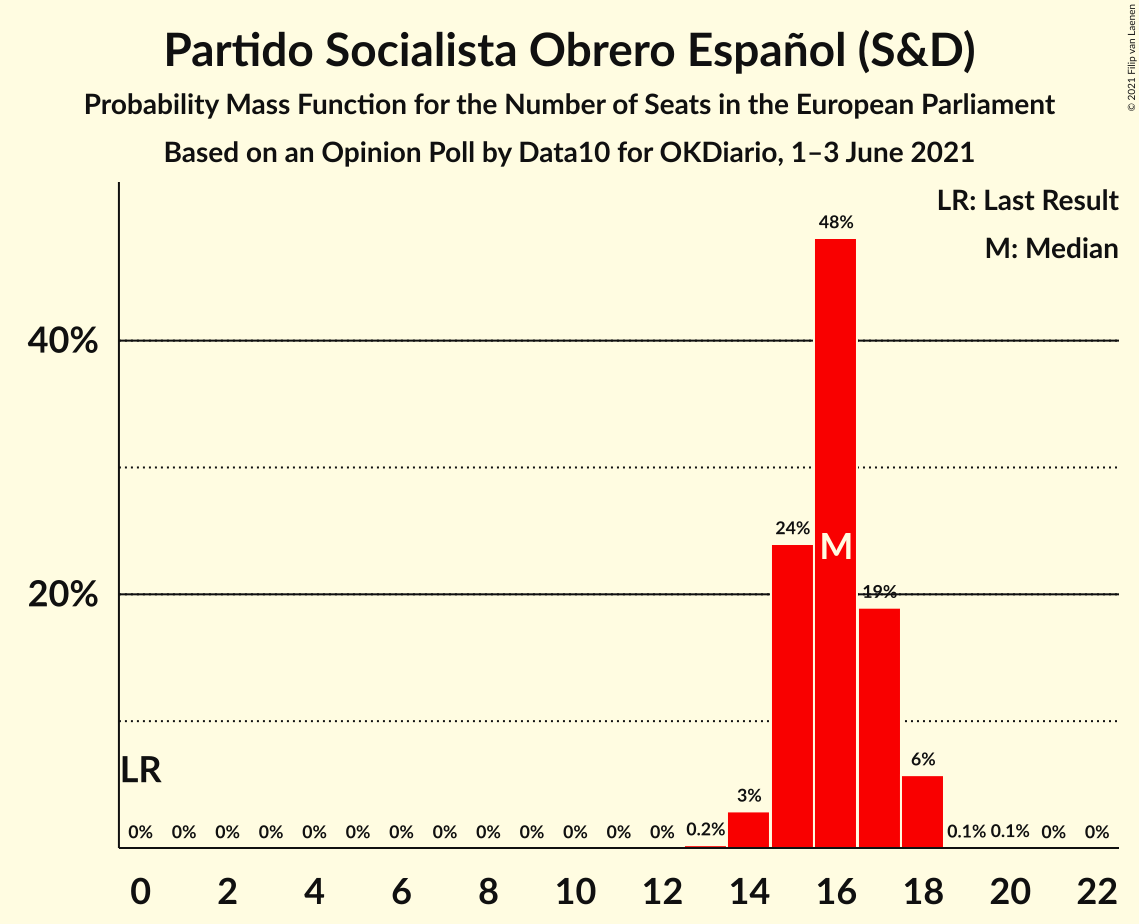 Partido Socialista Obrero Español (S&D)
Probability Mass Function for the Number of Seats in the European Parliament
Based on an Opinion Poll by Data10 for OKDiario, 1–3 June 2021
© 2021 Filip van Laenen
LR: Last Result
M: Median
48%
40%
24%
M
19%
20%
LR
6%
3%
0% 0% 0% 0% 0% 0% 0% 0% 0% 0% 0% 0% 0% 0.2% 0.1% 0.1% 0% 0%
0 2 4 6 8 10 12 14 16 18 20 22